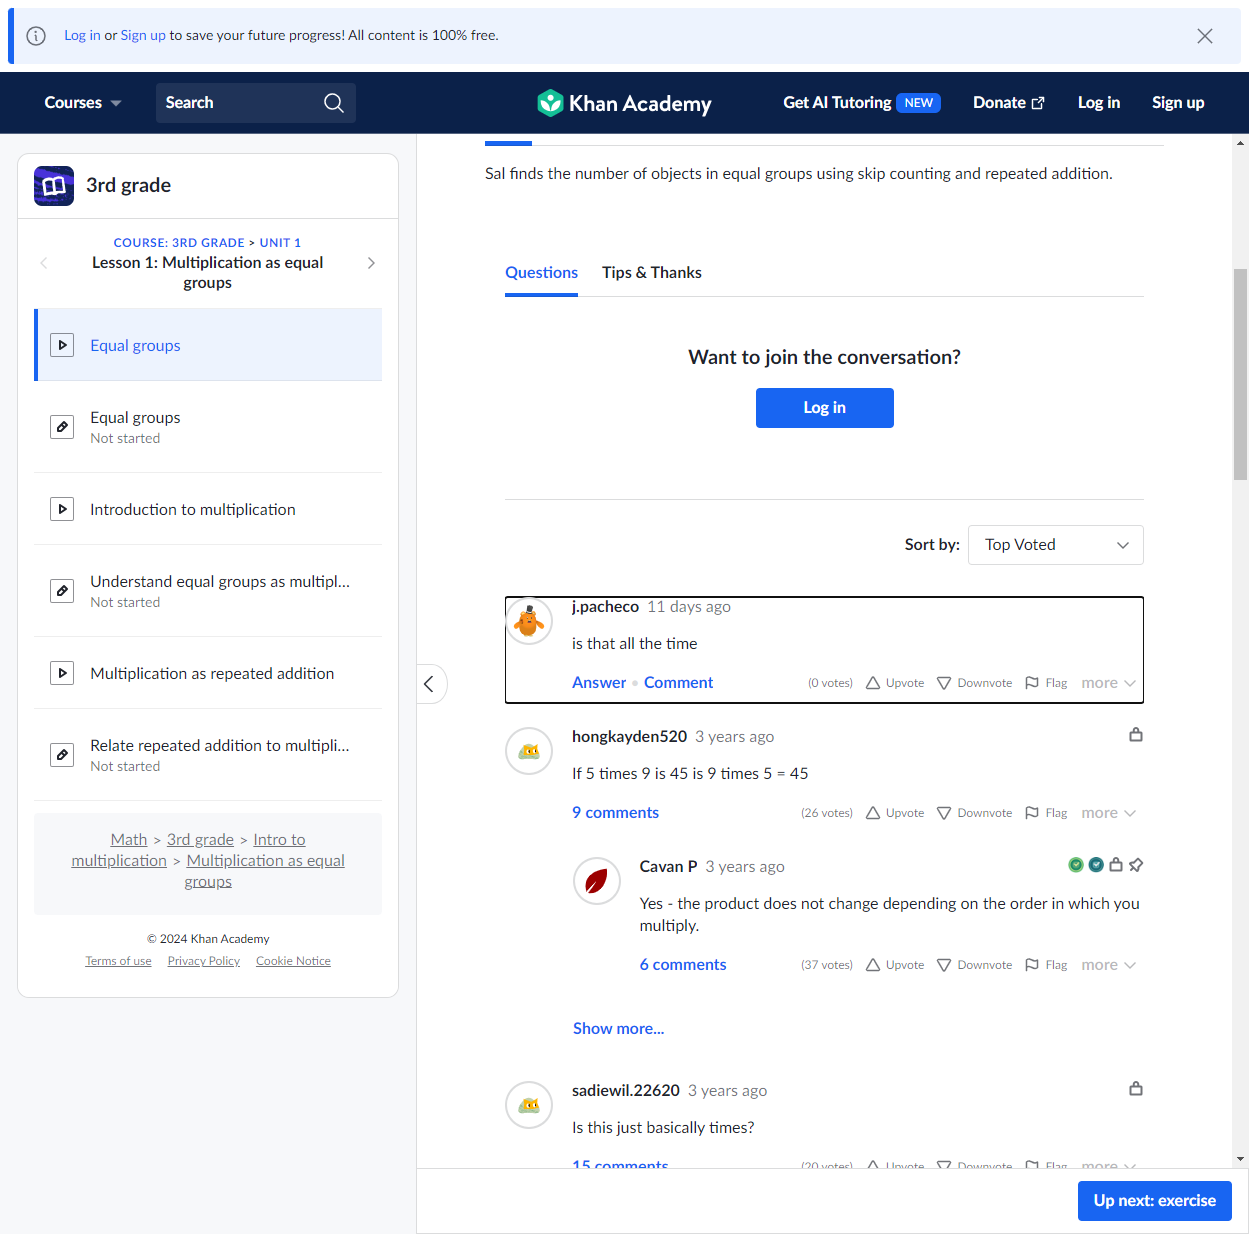 Log in or Sign up to save your future progress! All content is 100% free.
Courses
Search
Khan Academy
Get AI Tutoring NEW
Donate
Log in
Sign up
3rd grade
COURSE: 3RD GRADE > UNIT 1
Lesson 1: Multiplication as equal
groups
Equal groups
Equal groups
Not started
Introduction to multiplication
Understand equal groups as multipl...
Not started
Multiplication as repeated addition
Relate repeated addition to multipli...
Not started
Math > 3rd grade > Intro to
multiplication > Multiplication as equal
groups
© 2024 Khan Academy
Terms of use Privacy Policy Cookie Notice
Sal finds the number of objects in equal groups using skip counting and repeated addition.
Questions Tips & Thanks
Want to join the conversation?
Log in
Sort by: Top Voted
j.pacheco 11 days ago
is that all the time
Answer • Comment (0 votes) Upvote Downvote Flag more
hongkayden520 3 years ago
If 5 times 9 is 45 is 9 times 5 = 45
9 comments (26 votes) Upvote Downvote Flag more
Cavan P 3 years ago
Yes - the product does not change depending on the order in which you
multiply.
6 comments (37 votes) Upvote Downvote Flag more
Show more...
sadiewil.22620 3 years ago
Is this just basically times?
15 comments (20 votes) Upvote Downvote Flag more
Up next: exercise